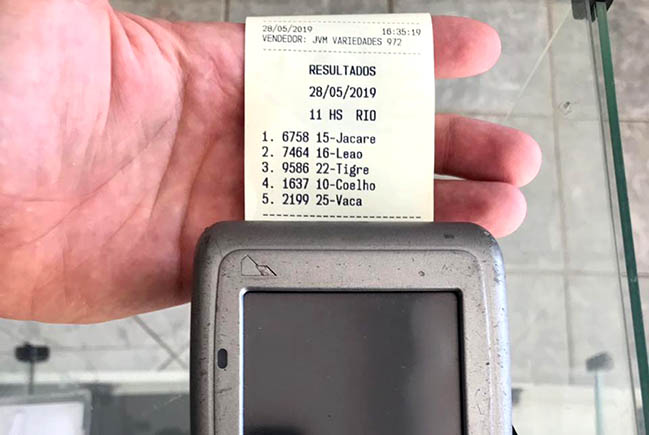 28/05/2019 16:35:19
VENDEDOR: JVM VARIEDADES 972
RESULTADOS
28/05/2019
11 HS RIO
1. 6758 15-Jacare
2. 7464 16-Leao
3. 9586 22-Tigre
4. 1637 10-Coelho
5. 2199 25-Vaca